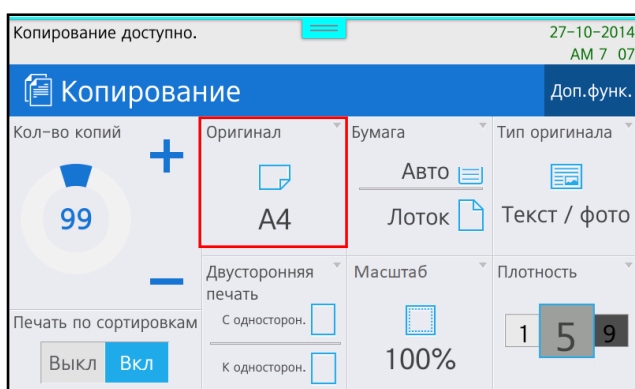 Копирование доступно.
27-10-2014
AM 7 07
Копирование
Доп.функ.
Кол-во копий
99
Печать по сортировкам
Выкл Вкл
Оригинал
A4
Бумага
Авто
Лоток
Тип оригинала
Текст / фото
Двусторонняя
печать
С односторон.
К односторон.
Масштаб
100%
Плотность
1 5 9